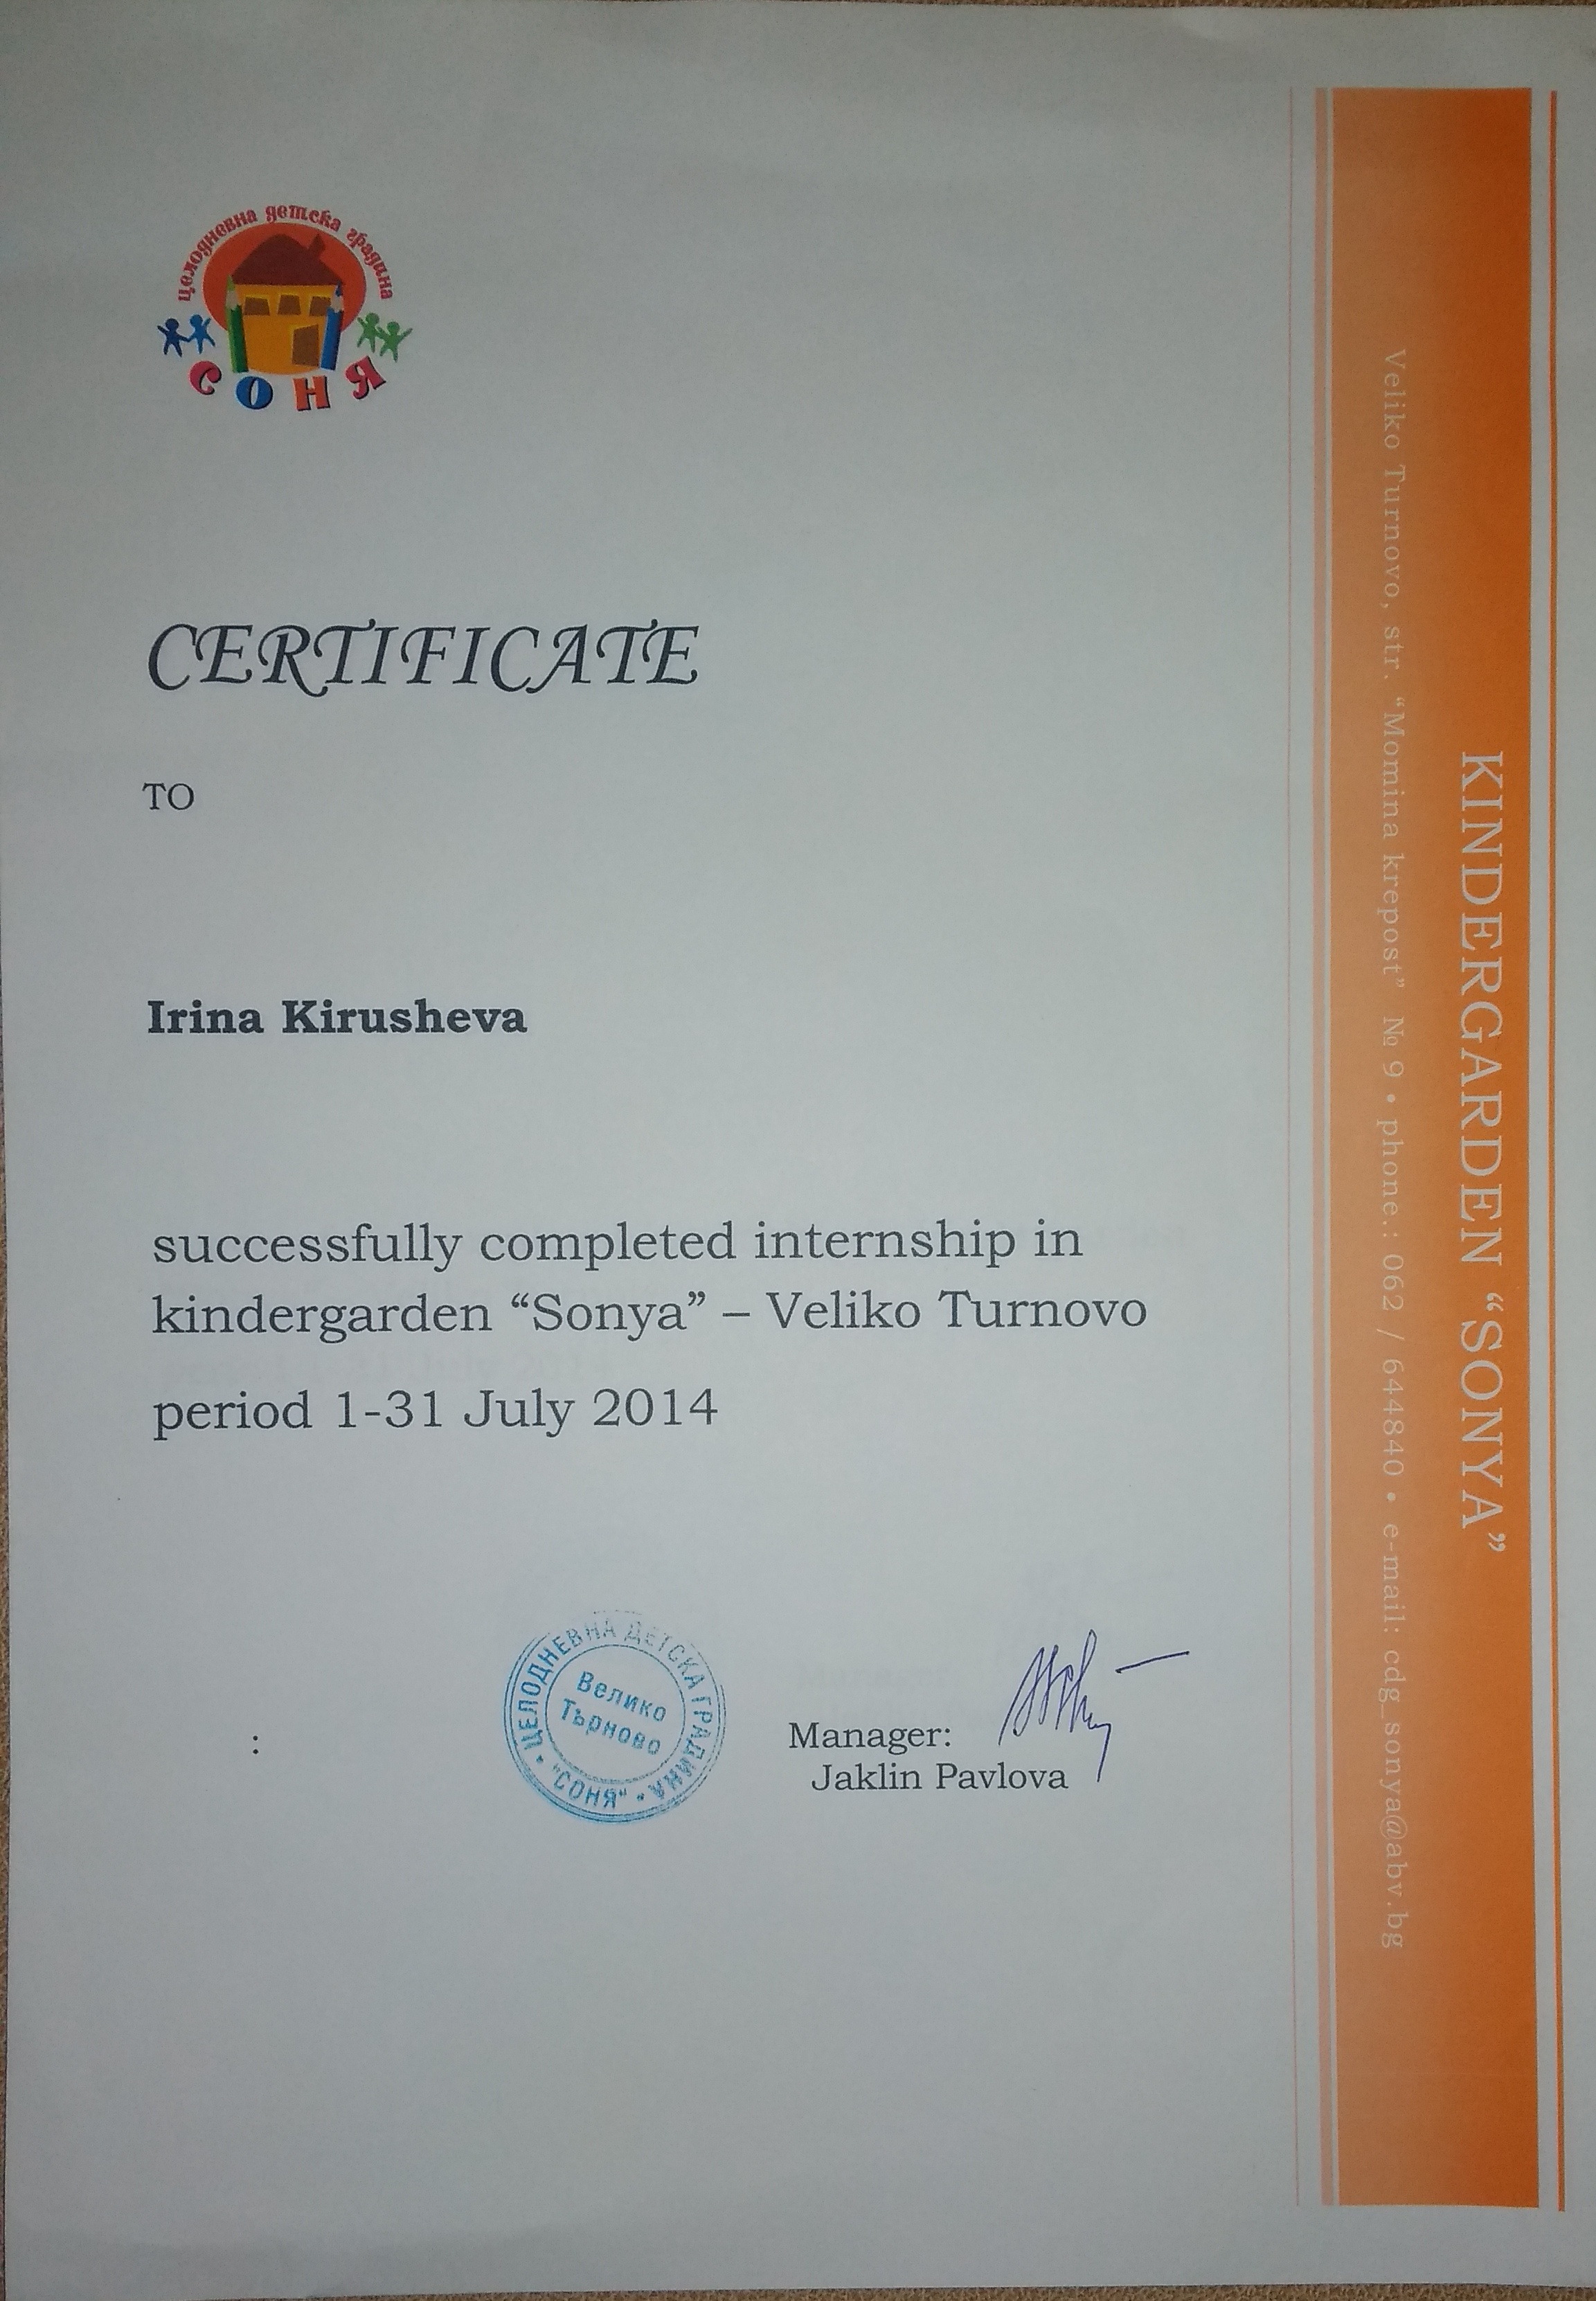 целодневна детска градина
СОНЯ
CERTIFICATE
TO
Irina Kirusheva
successfully completed internship in
kindergarden “Sonya” – Veliko Turnovo
period 1-31 July 2014
:
ЦЕЛОДНЕВНА ДЕТСКА ГРАДИНА • "СОНЯ" •
Велико
Търново
Manager:
Jaklin Pavlova
KINDERGARDEN “SONYA”
Veliko Turnovo, str. “Momina krepost” № 9 • phone.: 062 / 644840 • e-mail: cdg_sonya@abv.bg